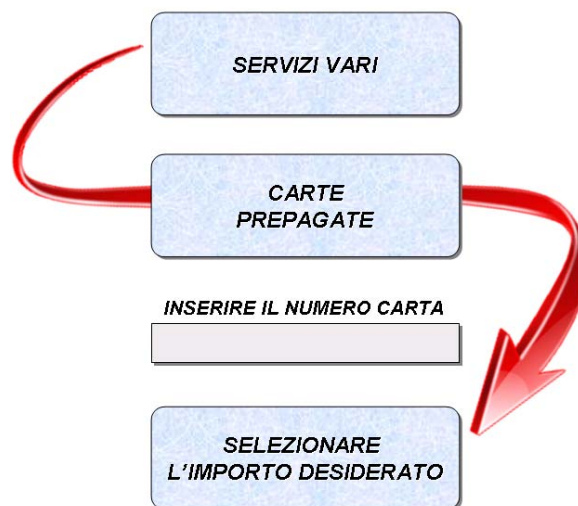 SERVIZI VARI
CARTE
PREPAGATE
INSERIRE IL NUMERO CARTA
SELEZIONARE
L'IMPORTO DESIDERATO